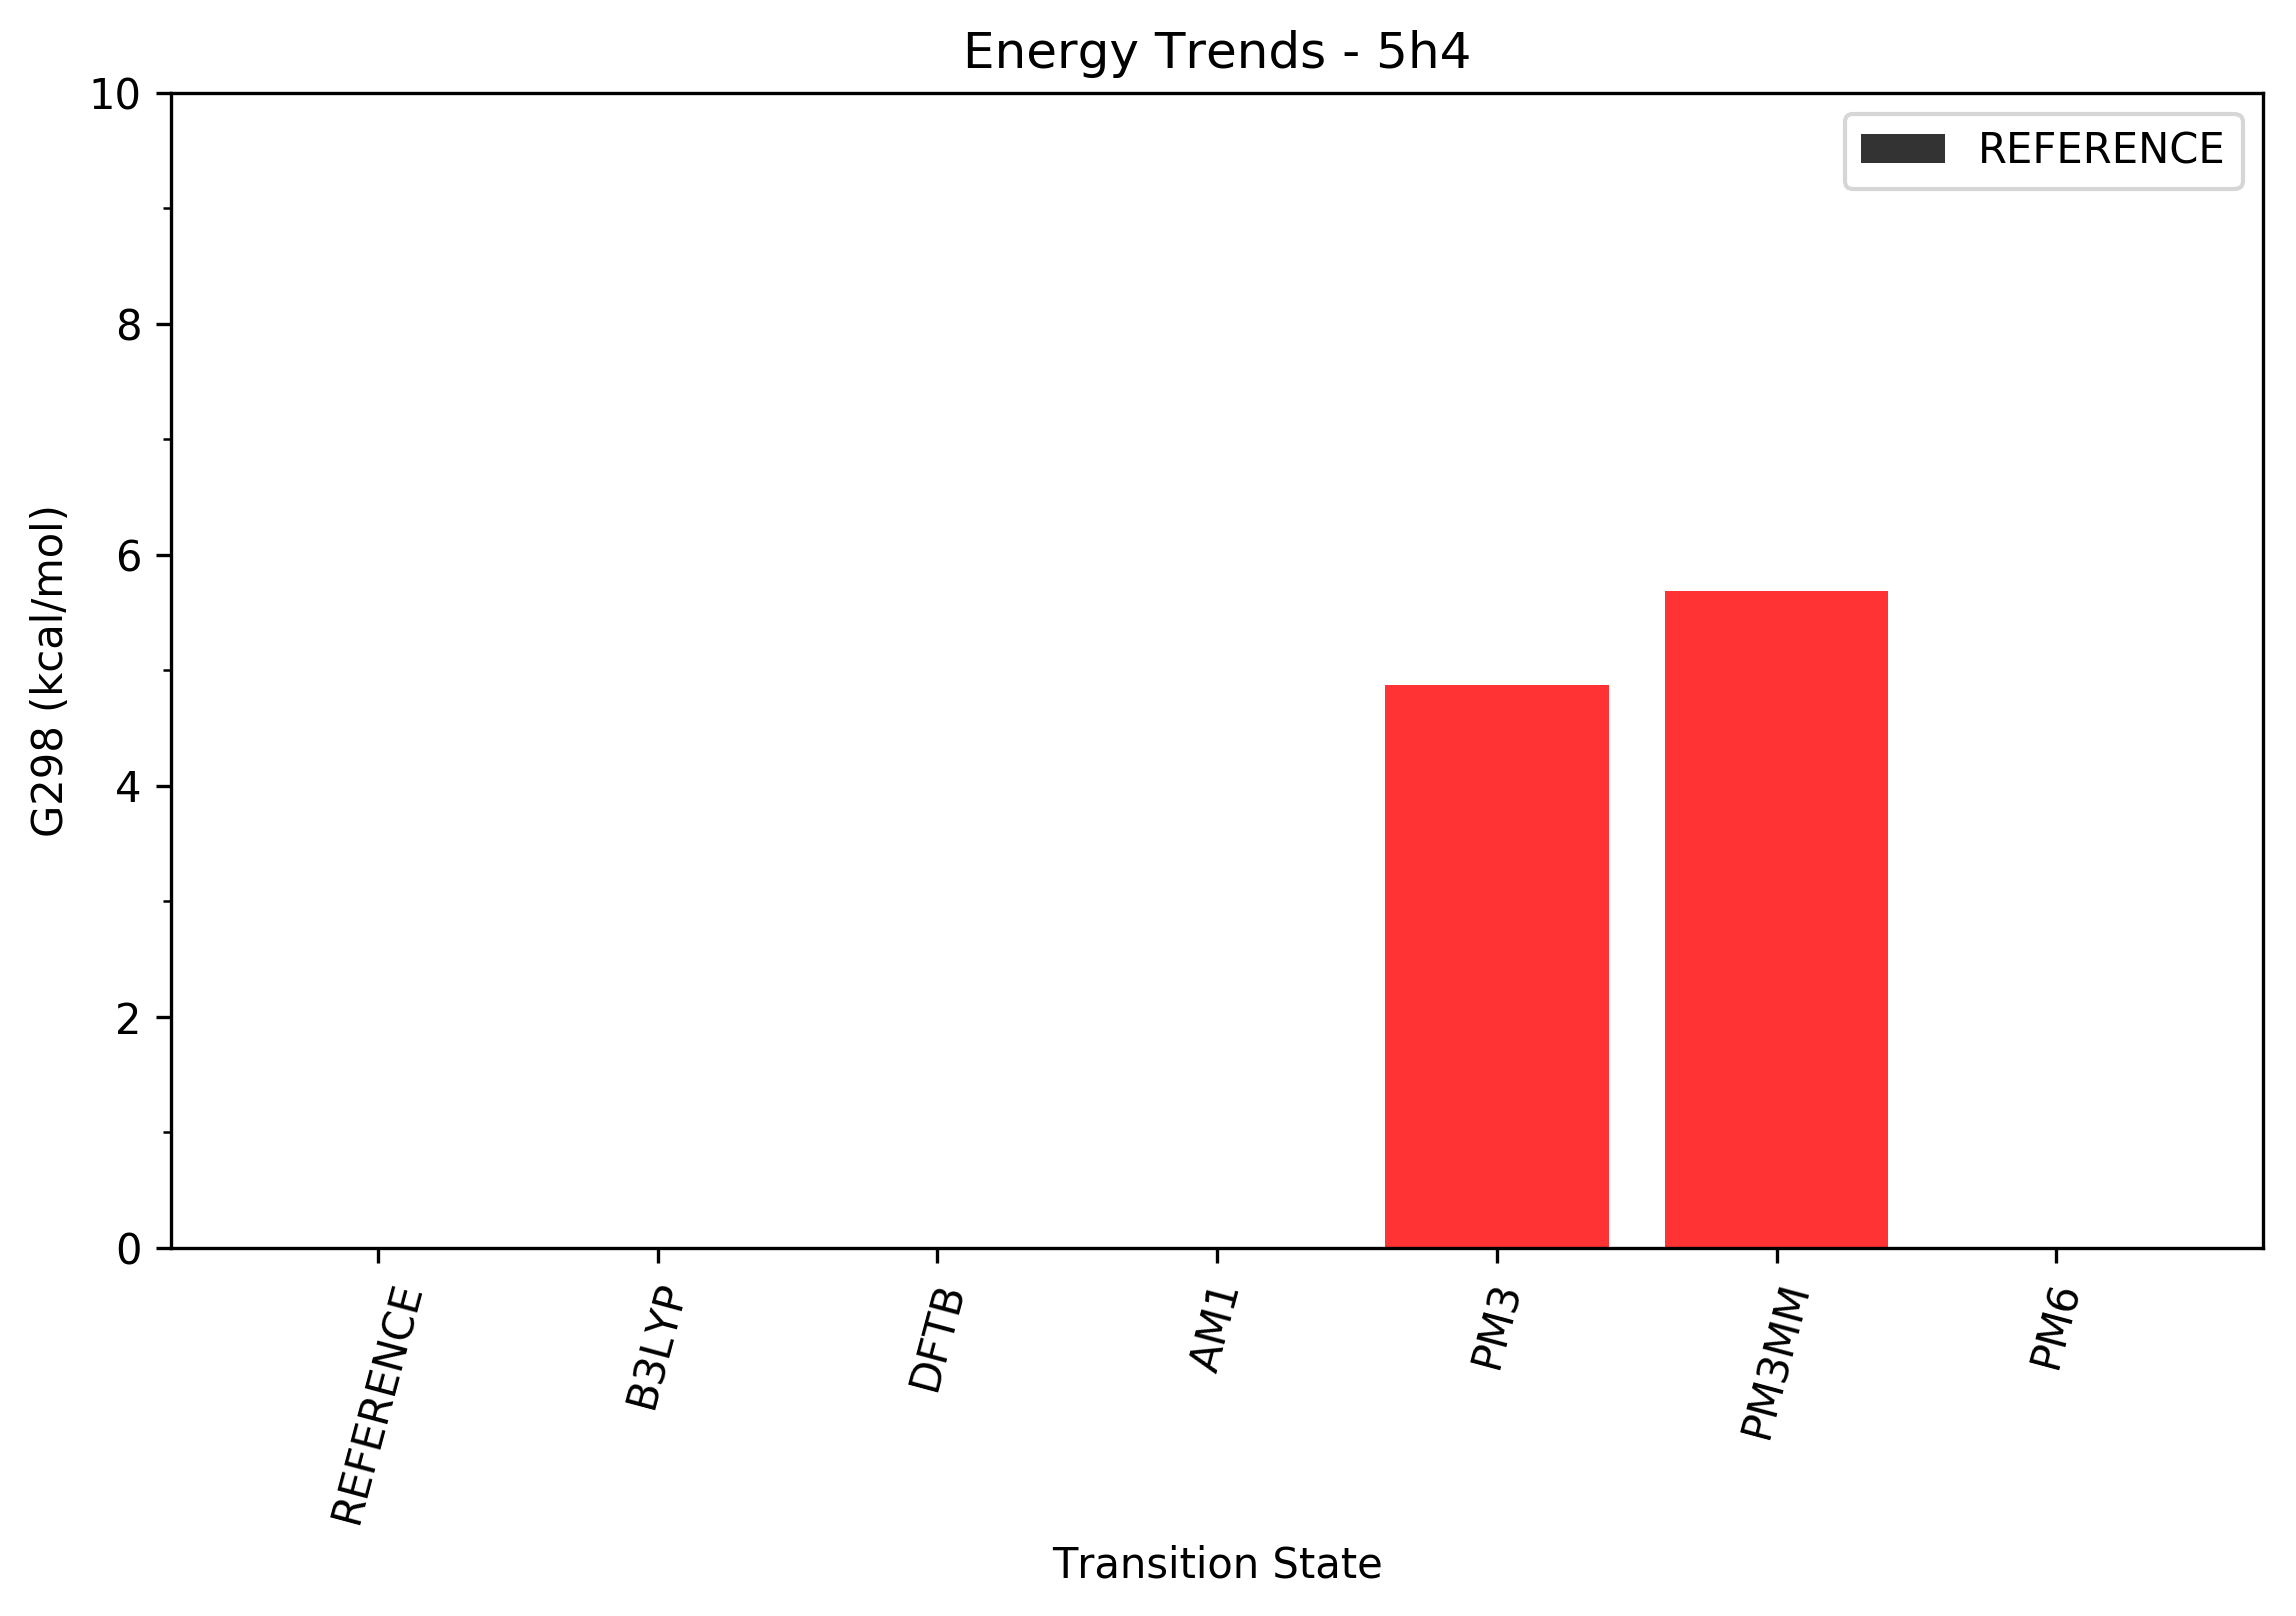 Energy Trends - 5h4
REFERENCE
G298 (kcal/mol)
10
8
6
4
2
0
REFERENCE
B3LYP
DFTB
AM1
PM3
PM3MM
PM6
Transition State